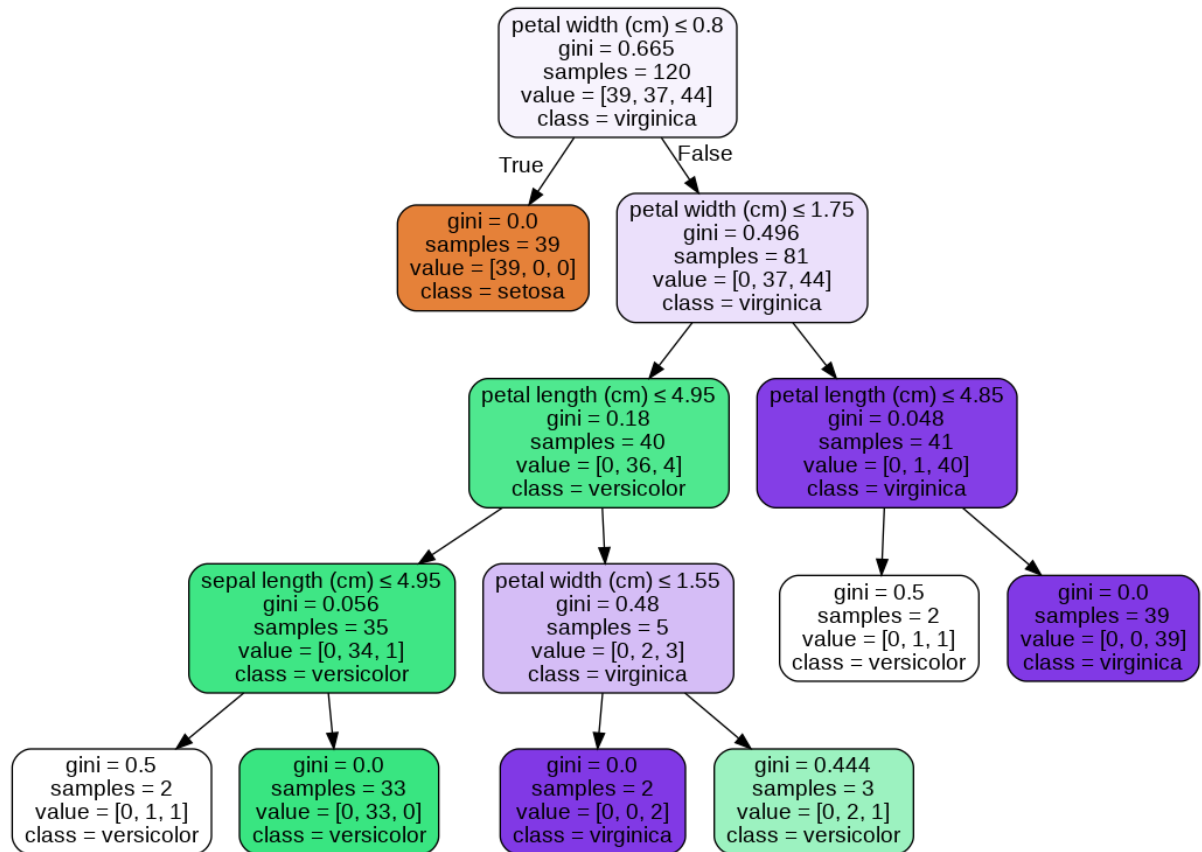 petal width (cm) ≤ 0.8
gini = 0.665
samples = 120
value = [39, 37, 44]
class = virginica
True
False
gini = 0.0
samples = 39
value = [39, 0, 0]
class = setosa
petal width (cm) ≤ 1.75
gini = 0.496
samples = 81
value = [0, 37, 44]
class = virginica
petal length (cm) ≤ 4.95
gini = 0.18
samples = 40
value = [0, 36, 4]
class = versicolor
petal length (cm) ≤ 4.85
gini = 0.048
samples = 41
value = [0, 1, 40]
class = virginica
sepal length (cm) ≤ 4.95
gini = 0.056
samples = 35
value = [0, 34, 1]
class = versicolor
petal width (cm) ≤ 1.55
gini = 0.48
samples = 5
value = [0, 2, 3]
class = virginica
gini = 0.5
samples = 2
value = [0, 1, 1]
class = versicolor
gini = 0.0
samples = 39
value = [0, 0, 39]
class = virginica
gini = 0.5
samples = 2
value = [0, 1, 1]
class = versicolor
gini = 0.0
samples = 33
value = [0, 33, 0]
class = versicolor
gini = 0.0
samples = 2
value = [0, 0, 2]
class = virginica
gini = 0.444
samples = 3
value = [0, 2, 1]
class = versicolor